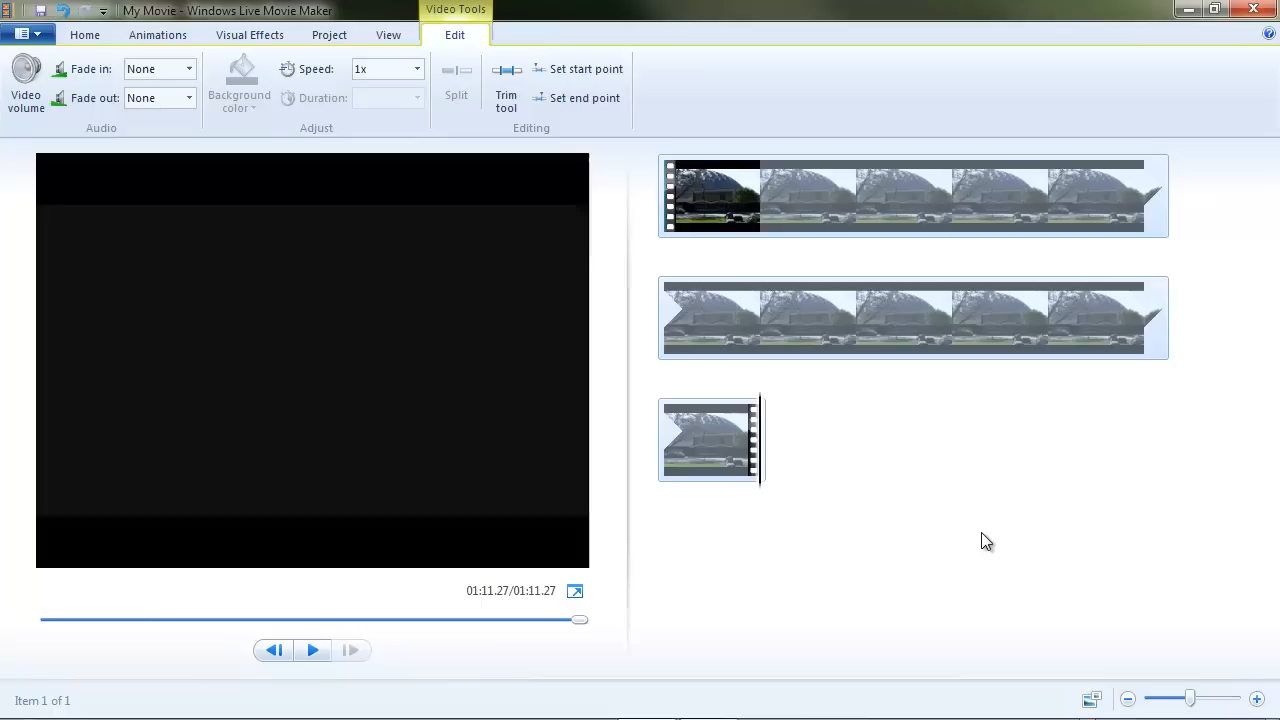 My Movie - Windows Live Movie Maker
Video Tools
Home Animations Visual Effects Project View Edit
Fade in: None
Fade out: None
Video volume
Audio
Background color
Speed: 1x
Duration:
Adjust
Split
Trim tool
Set start point
Set end point
Editing
01:11.27/01:11.27
Item 1 of 1